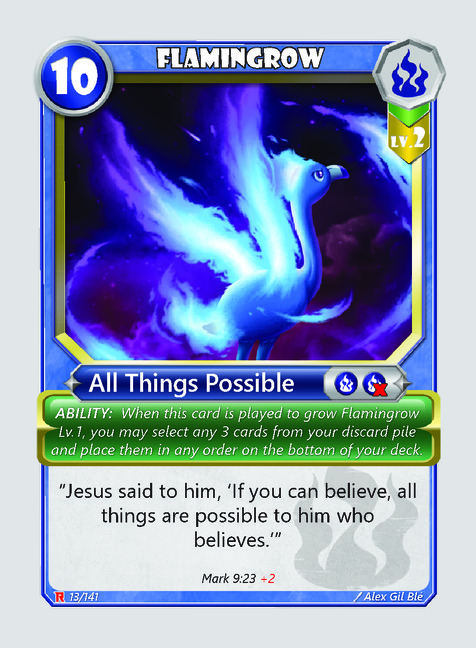 10
FLAMINGROW
LV.2
All Things Possible
ABILITY: When this card is played to grow Flamingrow
Lv.1, you may select any 3 cards from your discard pile
and place them in any order on the bottom of your deck.
"Jesus said to him, 'If you can believe, all
things are possible to him who
believes.'"
Mark 9:23 +2
R 13/141
/ Alex Gil Blé